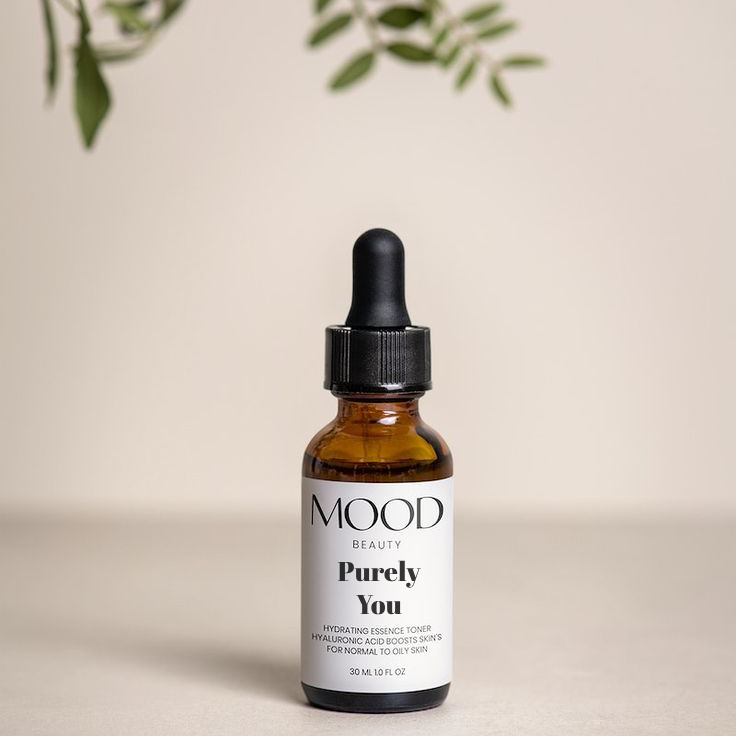 MOOD
BEAUTY
Purely
You
HYDRATING ESSENCE TONER
HYALURONIC ACID BOOSTS SKIN'S
FOR NORMAL TO OILY SKIN
30 ML 1.0 FL OZ